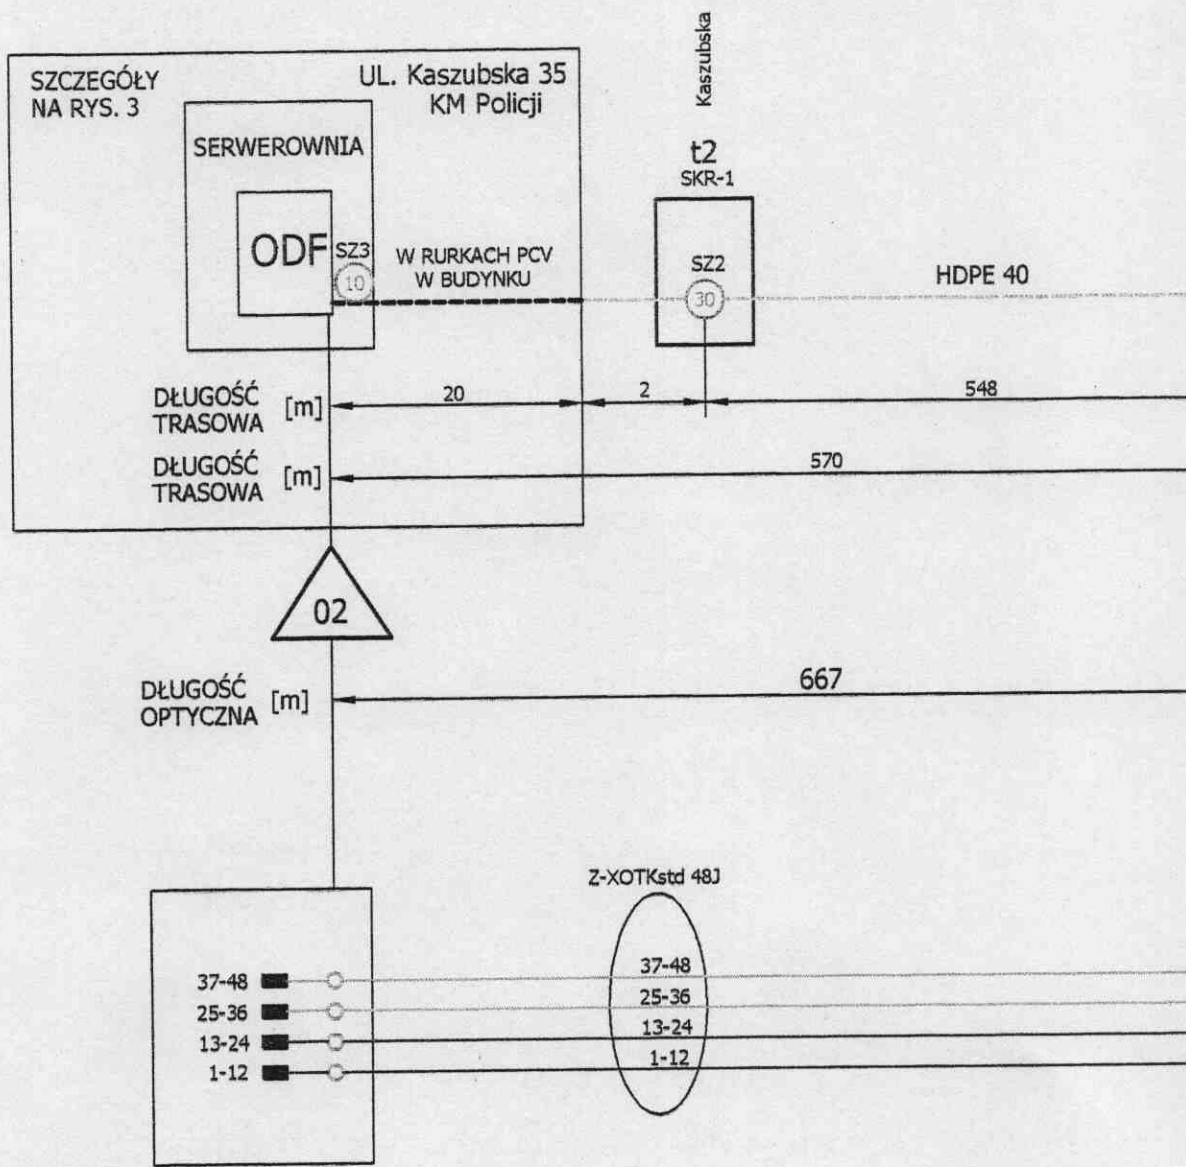 SZCZEGÓŁY
NA RYS. 3
UL. Kaszubska 35
KM Policji
Kaszubska
SERWEROWNIA
t2
SKR-1
ODF
SZ3
10
W RURKACH PCV
W BUDYNKU
SZ2
30
HDPE 40
DŁUGOŚĆ
TRASOWA [m]
20
2
548
DŁUGOŚĆ
TRASOWA [m]
570
02
DŁUGOŚĆ
OPTYCZNA [m]
667
Z-XOTKstd 48J
37-48
25-36
13-24
1-12
37-48
25-36
13-24
1-12